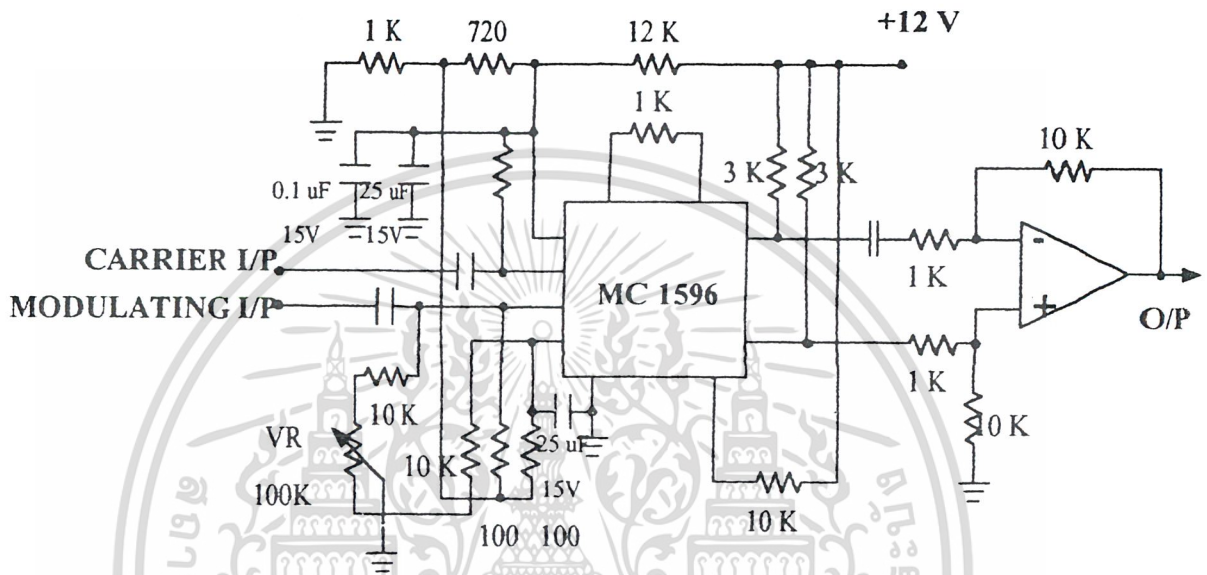 +12 V
1 K
720
12 K
1 K
10 K
3 K
3 K
0.1 uF
25 uF
15V
15V
CARRIER I/P
MODULATING I/P
MC 1596
1 K
-
+
O/P
1 K
10 K
VR
10 K
25 uF
10 K
100K
15V
10 K
100
100